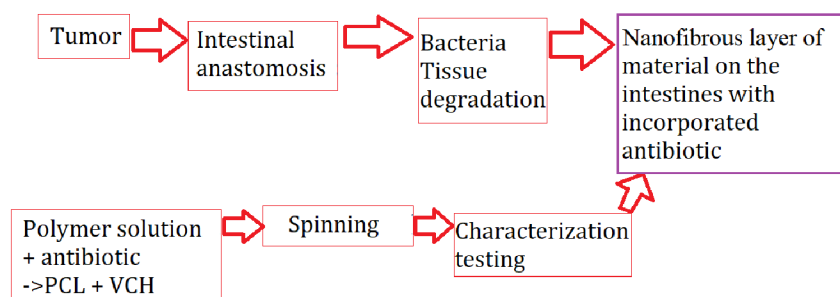 Tumor
Intestinal
anastomosis
Bacteria
Tissue
degradation
Nanofibrous layer of
material on the
intestines with
incorporated
antibiotic
Polymer solution
+ antibiotic
->PCL + VCH
Spinning
Characterization
testing